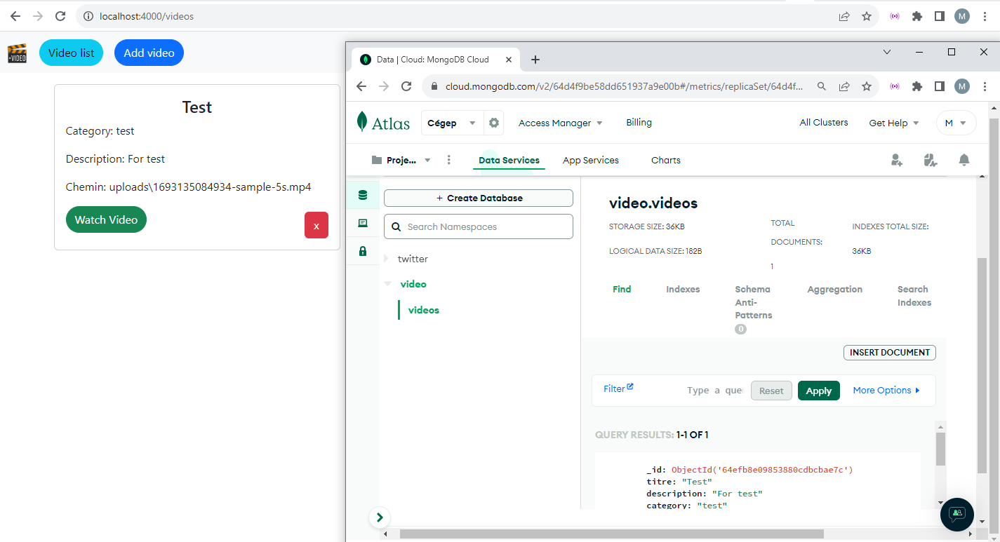 localhost:4000/videos
M
+VIDEO
Video list
Add video
Test
Category: test
Description: For test
Chemin: uploads\1693135084934-sample-5s.mp4
Watch Video
x
Data | Cloud: MongoDB Cloud
cloud.mongodb.com/v2/64d4f9be58dd651937a9e00b#/metrics/replicaSet/64d4f...
M
Atlas
Cégep
Access Manager
Billing
All Clusters
Get Help
M
Proje...
Data Services
App Services
Charts
+ Create Database
Search Namespaces
twitter
video
videos
video.videos
STORAGE SIZE: 36KB
LOGICAL DATA SIZE: 182B
TOTAL
DOCUMENTS:
1
INDEXES TOTAL SIZE:
36KB
Find
Indexes
Schema
Anti-
Patterns
0
Aggregation
Search
Indexes
INSERT DOCUMENT
Filter
Type a que
Reset
Apply
More Options
QUERY RESULTS: 1-1 OF 1
_id: ObjectId('64efb8e09853880cdbcbae7c')
titre: "Test"
description: "For test"
category: "test"